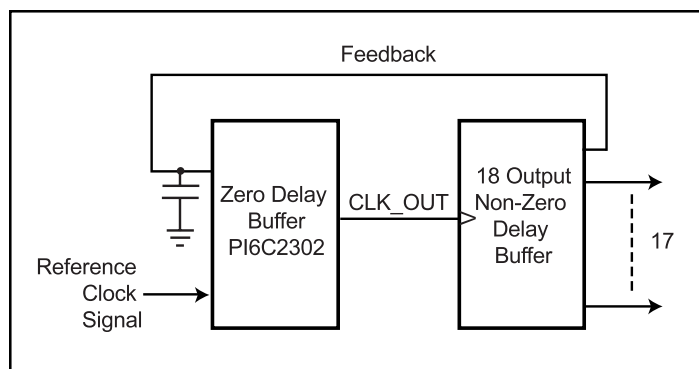 Feedback
Zero Delay
Buffer
PI6C2302
CLK_OUT
18 Output
Non-Zero
Delay
Buffer
17
Reference
Clock
Signal